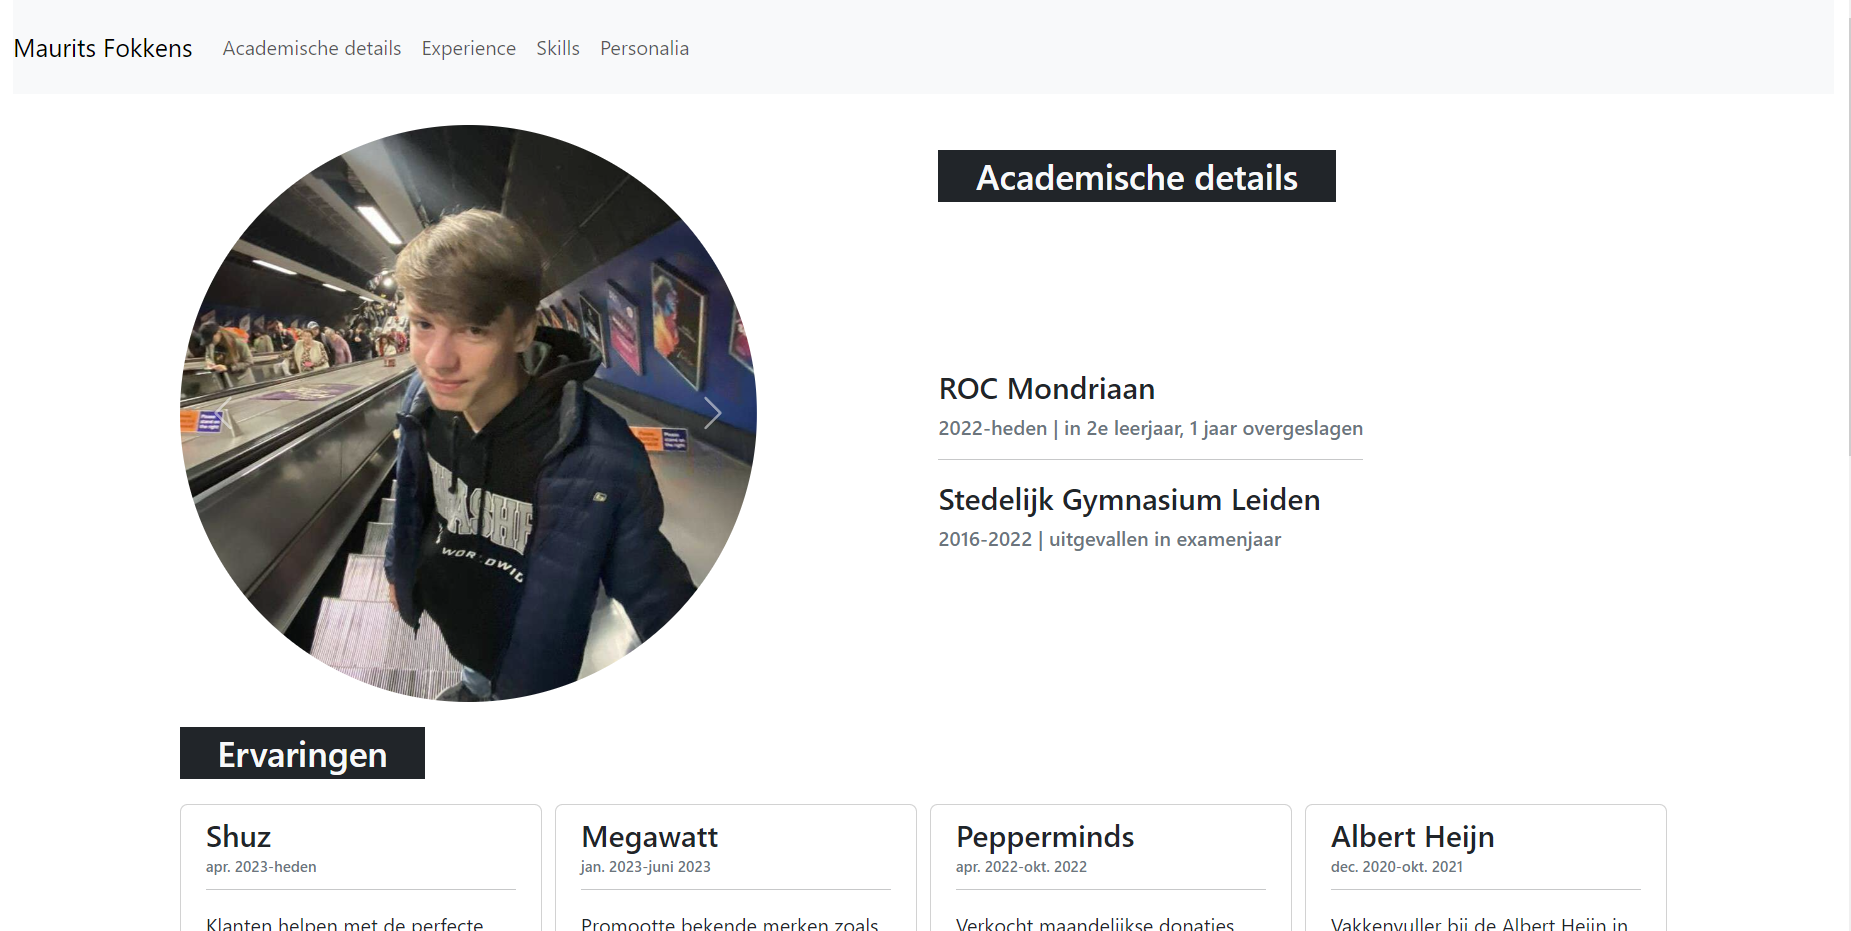 Maurits Fokkens Academische details Experience Skills Personalia
Academische details
ROC Mondriaan
2022-heden | in 2e leerjaar, 1 jaar overgeslagen
Stedelijk Gymnasium Leiden
2016-2022 | uitgevallen in examenjaar
WORLDWID
Ervaringen
Shuz
apr. 2023-heden
Klanten helpen met de perfecte
Megawatt
jan. 2023-juni 2023
Promootte bekende merken zoals
Pepperminds
apr. 2022-okt. 2022
Verkocht maandelijkse donaties
Albert Heijn
dec. 2020-okt. 2021
Vakkenvuller bij de Albert Heijn in